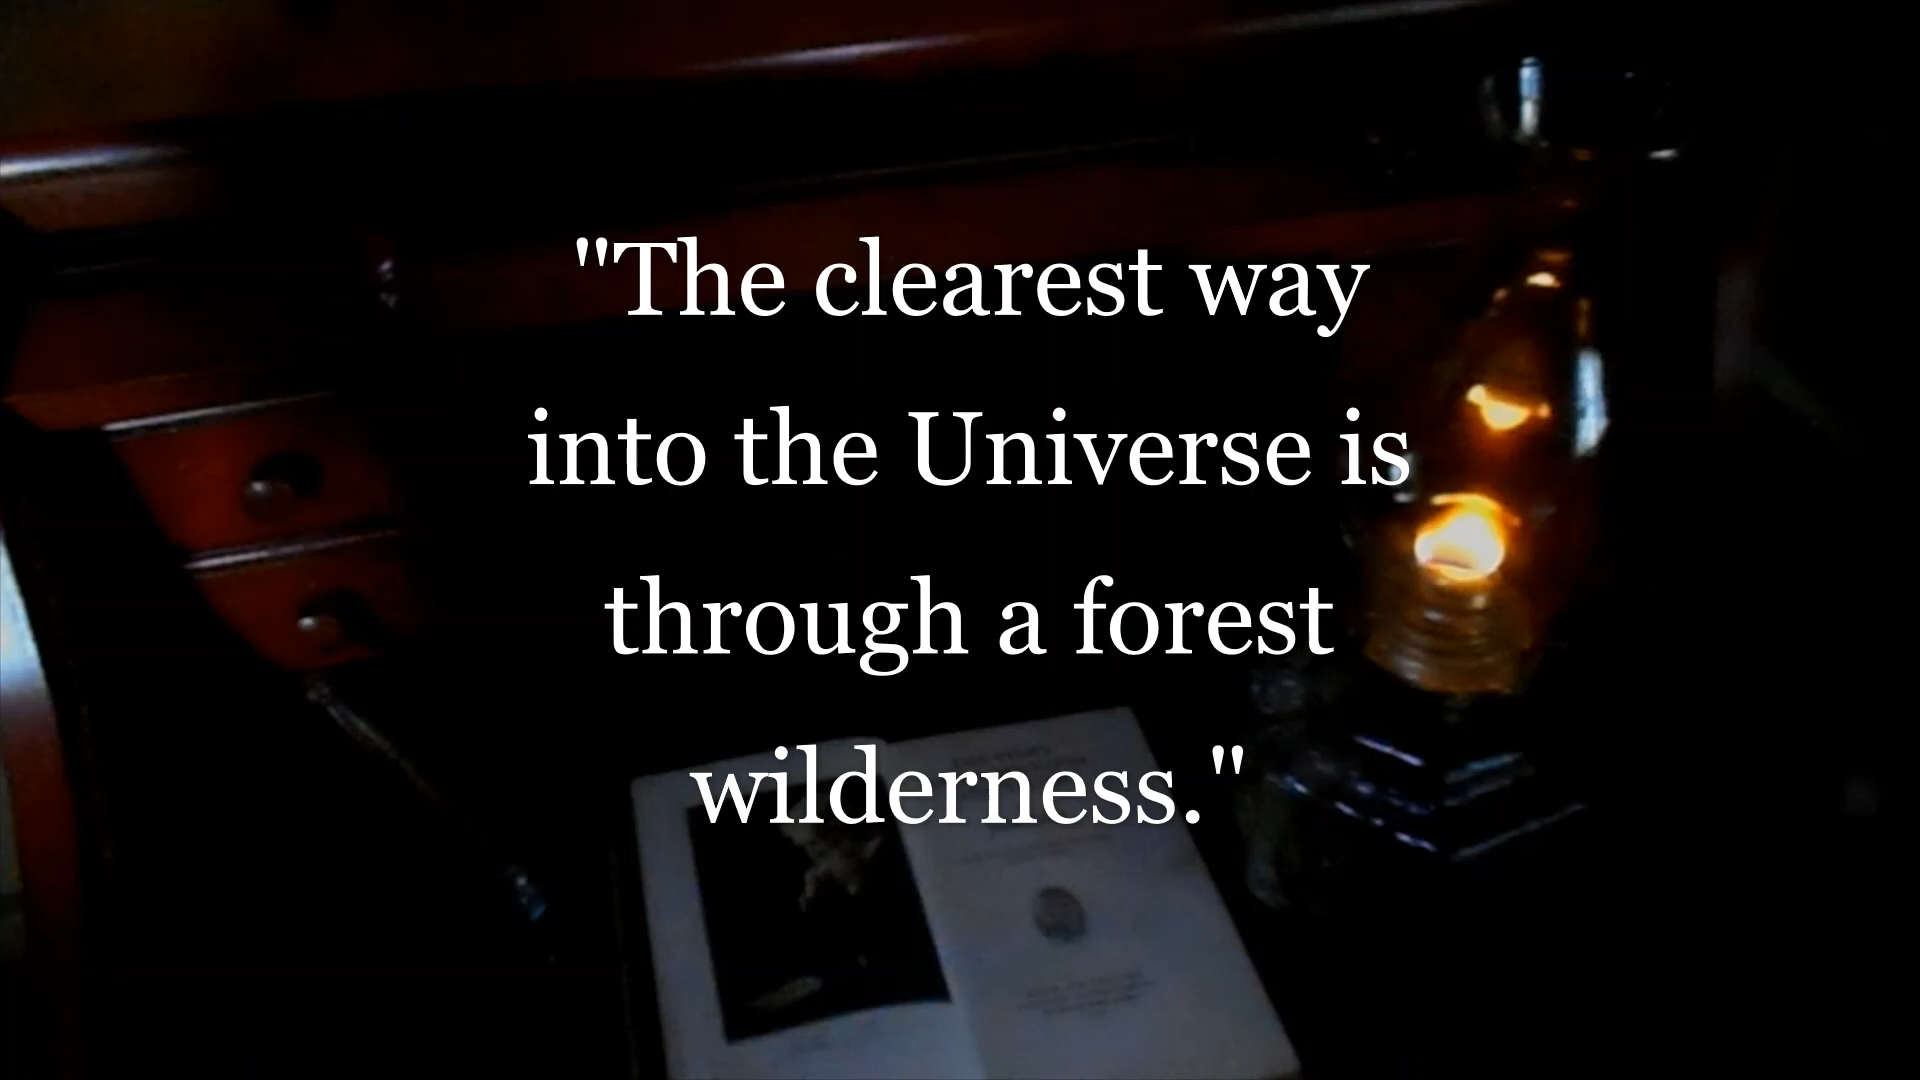 "The clearest way
into the Universe is
through a forest
wilderness."